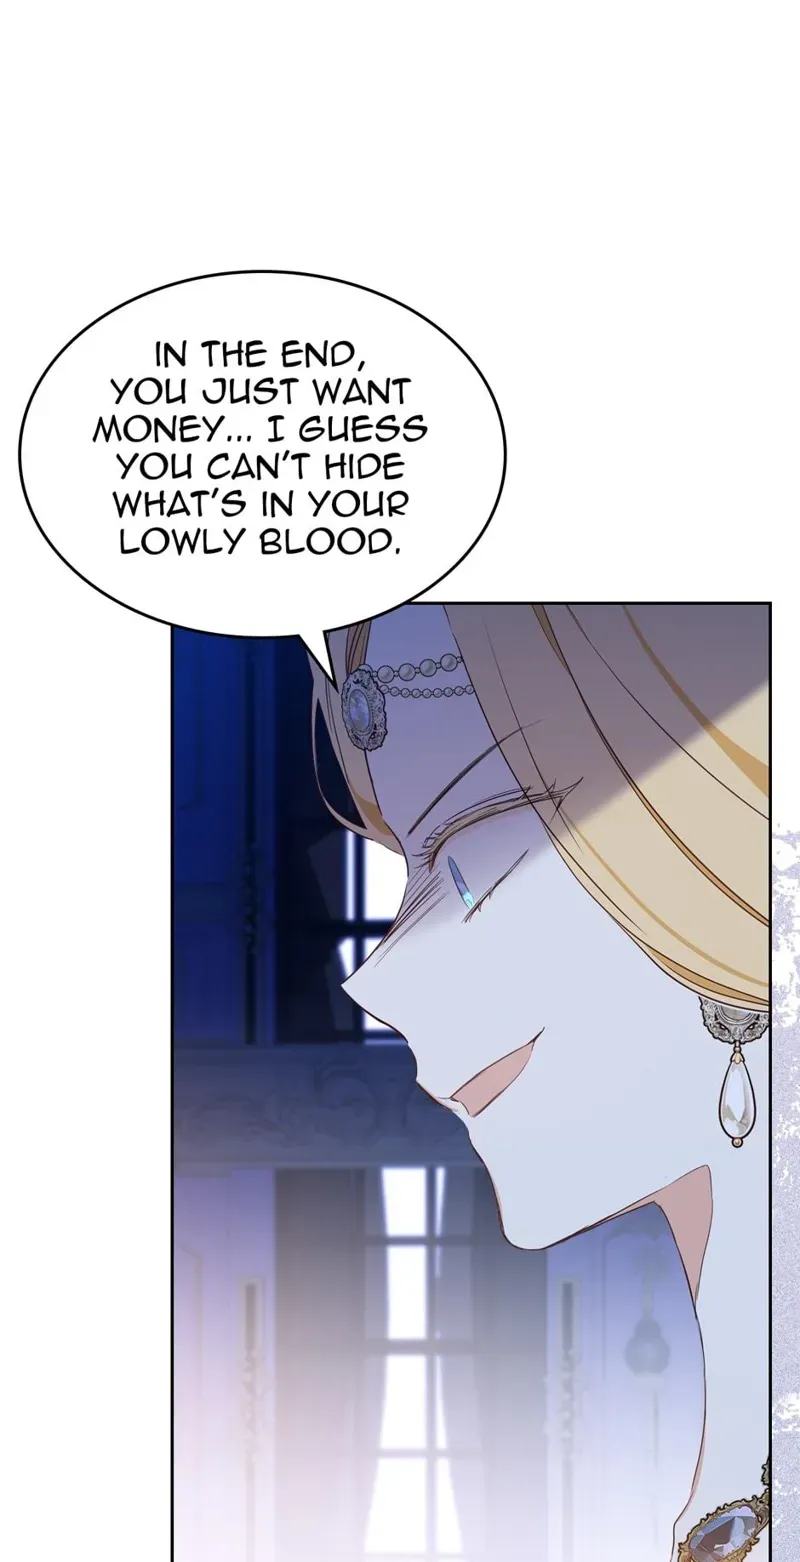 IN THE END,
YOU JUST WANT
MONEY... I GUESS
YOU CAN'T HIDE
WHAT'S IN YOUR
LOWLY BLOOD.